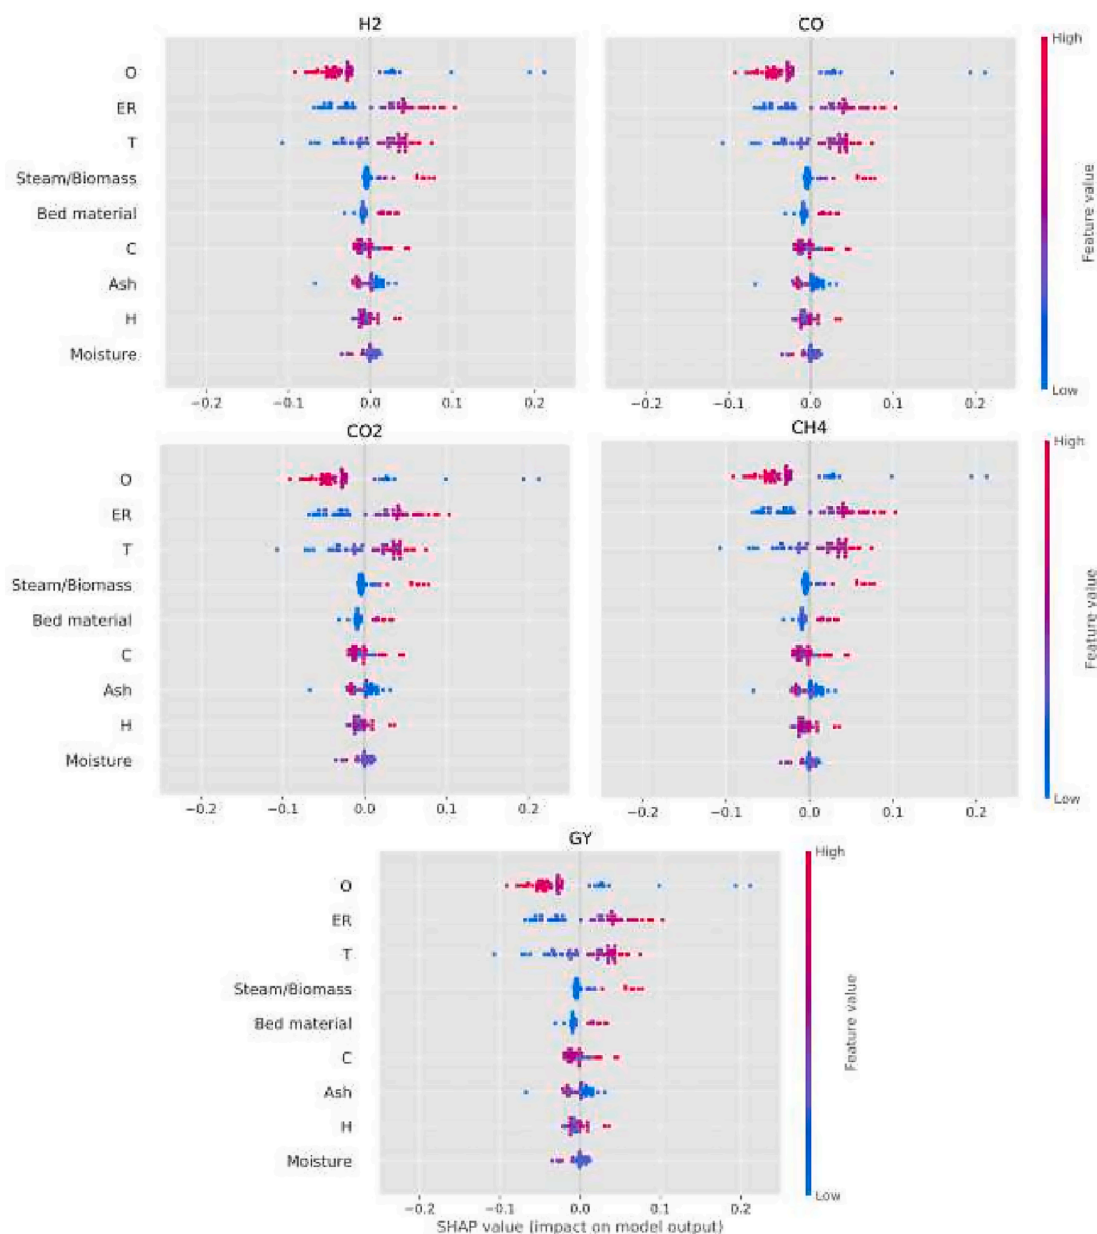 H2 CO
O
ER
T
Steam/Biomass
Bed material
C
Ash
H
Moisture
High
Feature value
Low
−0.2 −0.1 0.0 0.1 0.2 −0.2 −0.1 0.0 0.1 0.2
CO2 CH4
O
ER
T
Steam/Biomass
Bed material
C
Ash
H
Moisture
High
Feature value
Low
−0.2 −0.1 0.0 0.1 0.2 −0.2 −0.1 0.0 0.1 0.2
GY
O
ER
T
Steam/Biomass
Bed material
C
Ash
H
Moisture
High
Feature value
Low
−0.2 −0.1 0.0 0.1 0.2
SHAP value (impact on model output)